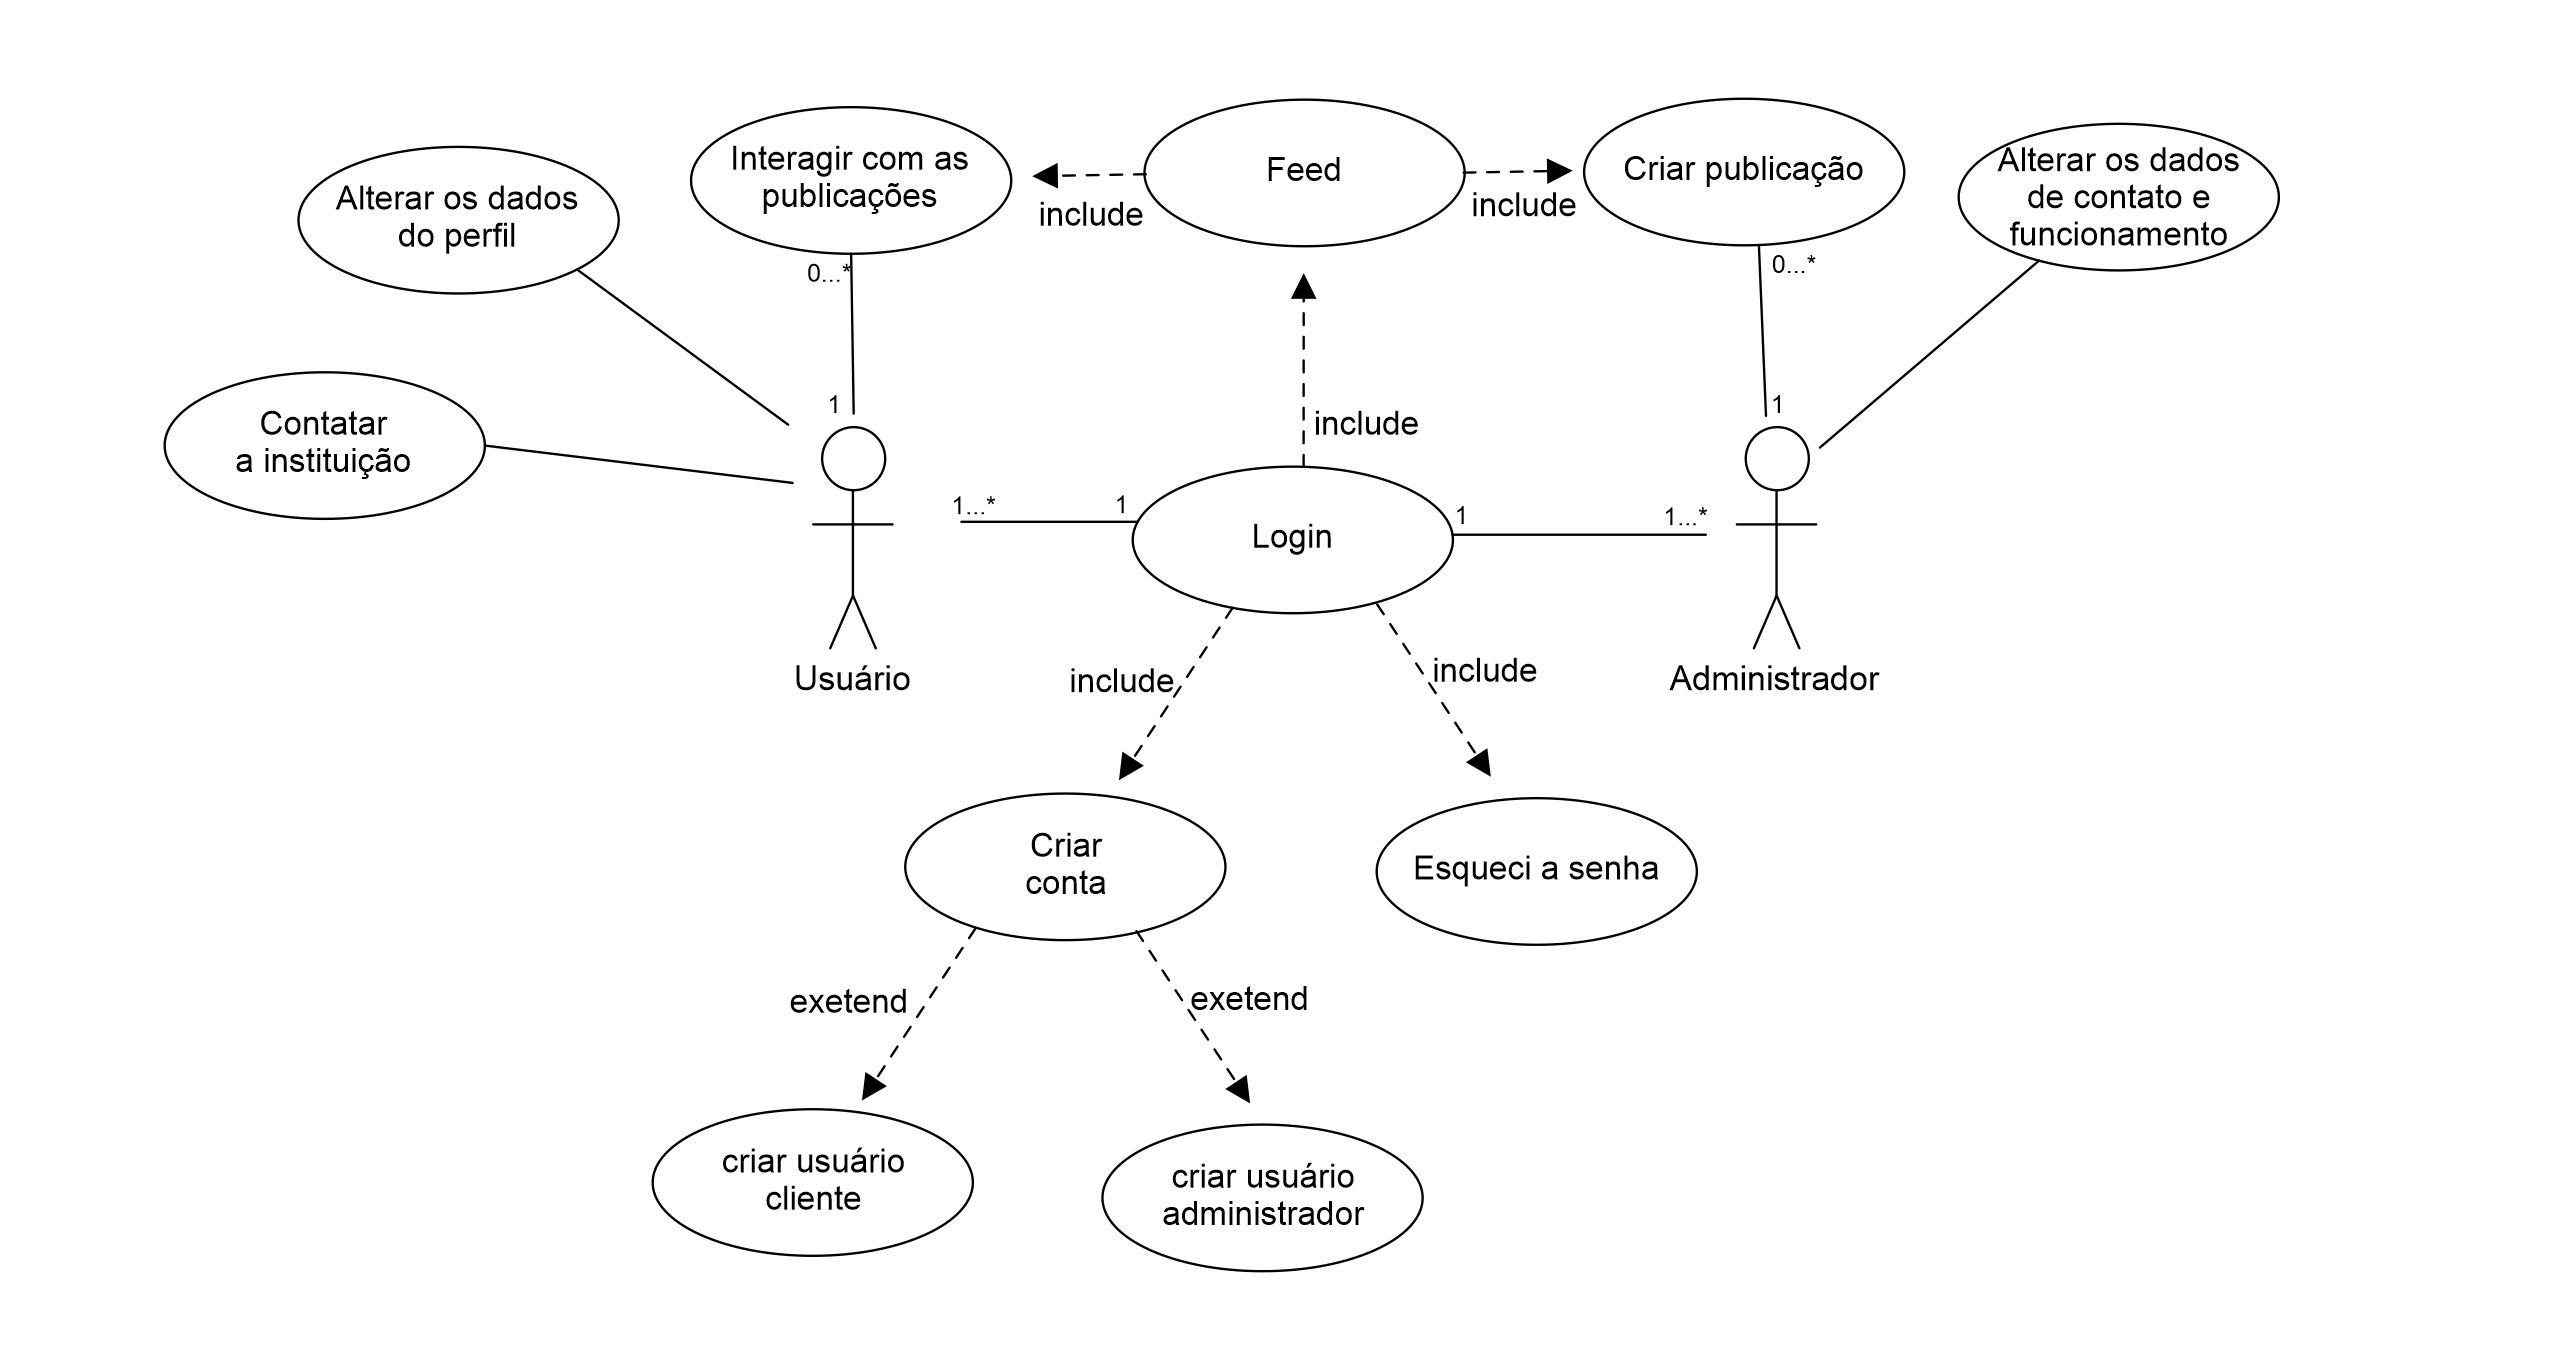 Interagir com as
publicações
Feed
Criar publicação
Alterar os dados
de contato e
funcionamento
Alterar os dados
do perfil
include
include
0...*
0...*
1
1
Contatar
a instituição
include
1...*
1
Login
1
1...*
Usuário
include
include
Administrador
Criar
conta
Esqueci a senha
exetend
exetend
criar usuário
cliente
criar usuário
administrador